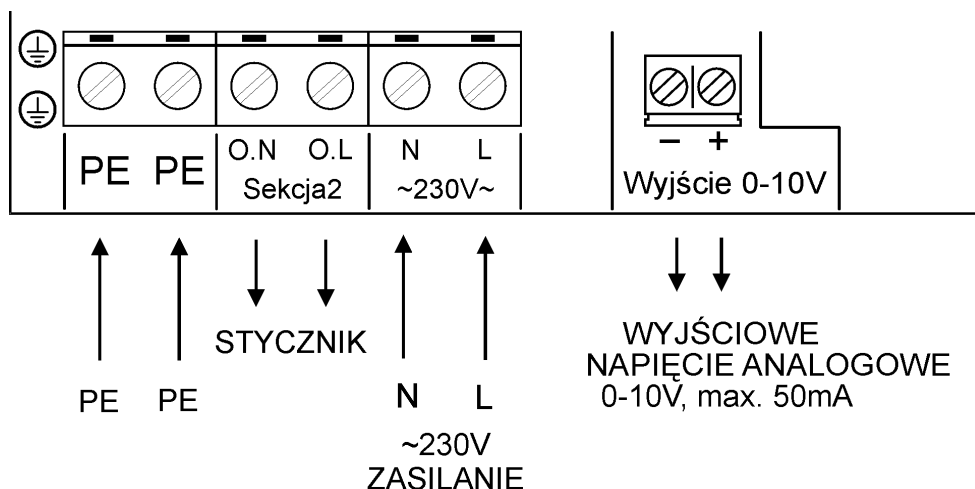 PE PE
O.N O.L N L
Sekcja2 ~230V~
- +
Wyjście 0-10V
STYCZNIK
PE PE
N L
~230V
ZASILANIE
WYJŚCIOWE
NAPIĘCIE ANALOGOWE
0-10V, max. 50mA